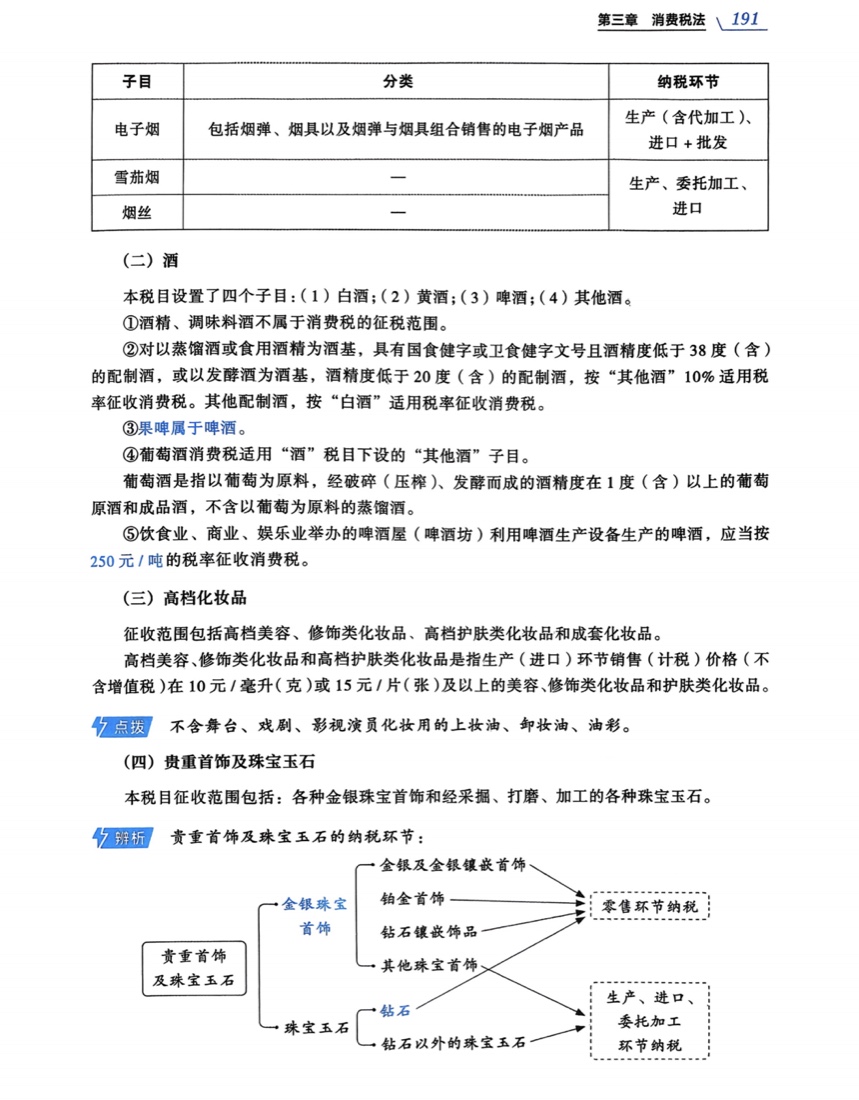 第三章 消费税法 191
子目 分类 纳税环节
电子烟 包括烟弹、烟具以及烟弹与烟具组合销售的电子烟产品 生产（含代加工）、
进口 + 批发
雪茄烟 — 生产、委托加工、
烟丝 — 进口
（二）酒
本税目设置了四个子目：（1）白酒；（2）黄酒；（3）啤酒；（4）其他酒。
①酒精、调味料酒不属于消费税的征税范围。
②对以蒸馏酒或食用酒精为酒基，具有国食健字或卫食健字文号且酒精度低于 38 度（含）
的配制酒，或以发酵酒为酒基，酒精度低于 20 度（含）的配制酒，按“其他酒”10% 适用税
率征收消费税。其他配制酒，按“白酒”适用税率征收消费税。
③果啤属于啤酒。
④葡萄酒消费税适用“酒”税目下设的“其他酒”子目。
葡萄酒是指以葡萄为原料，经破碎（压榨）、发酵而成的酒精度在 1 度（含）以上的葡萄
原酒和成品酒，不含以葡萄为原料的蒸馏酒。
⑤饮食业、商业、娱乐业举办的啤酒屋（啤酒坊）利用啤酒生产设备生产的啤酒，应当按
250 元 / 吨的税率征收消费税。
（三）高档化妆品
征收范围包括高档美容、修饰类化妆品、高档护肤类化妆品和成套化妆品。
高档美容、修饰类化妆品和高档护肤类化妆品是指生产（进口）环节销售（计税）价格（不
含增值税）在 10 元 / 毫升（克）或 15 元 / 片（张）及以上的美容、修饰类化妆品和护肤类化妆品。
点拨 不含舞台、戏剧、影视演员化妆用的上妆油、卸妆油、油彩。
（四）贵重首饰及珠宝玉石
本税目征收范围包括：各种金银珠宝首饰和经采掘、打磨、加工的各种珠宝玉石。
辨析 贵重首饰及珠宝玉石的纳税环节：
贵重首饰
及珠宝玉石
金银珠宝
首饰
金银及金银镶嵌首饰
铂金首饰
钻石镶嵌饰品
其他珠宝首饰
珠宝玉石
钻石
钻石以外的珠宝玉石
零售环节纳税
生产、进口、
委托加工
环节纳税